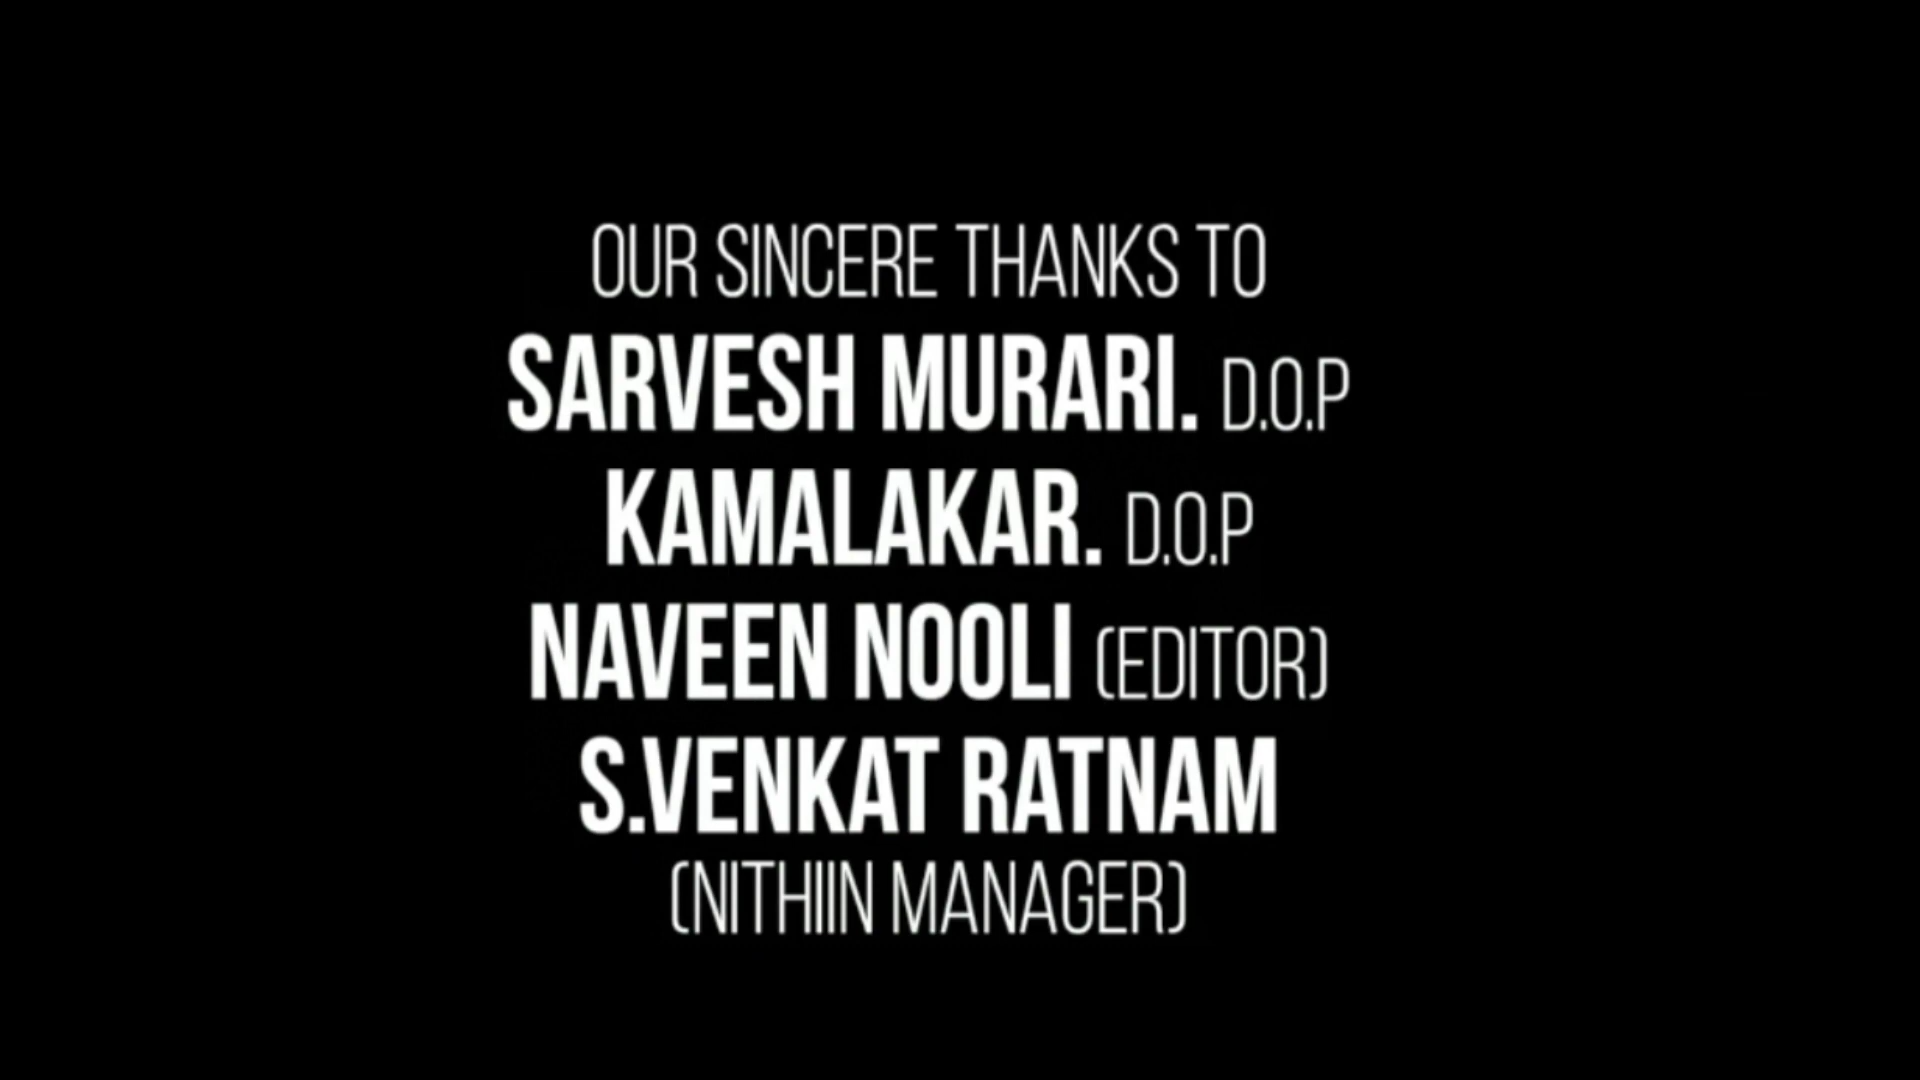 OUR SINCERE THANKS TO
SARVESH MURARI. D.O.P
KAMALAKAR. D.O.P
NAVEEN NOOLI (EDITOR)
S.VENKAT RATNAM
(NITHIIN MANAGER)